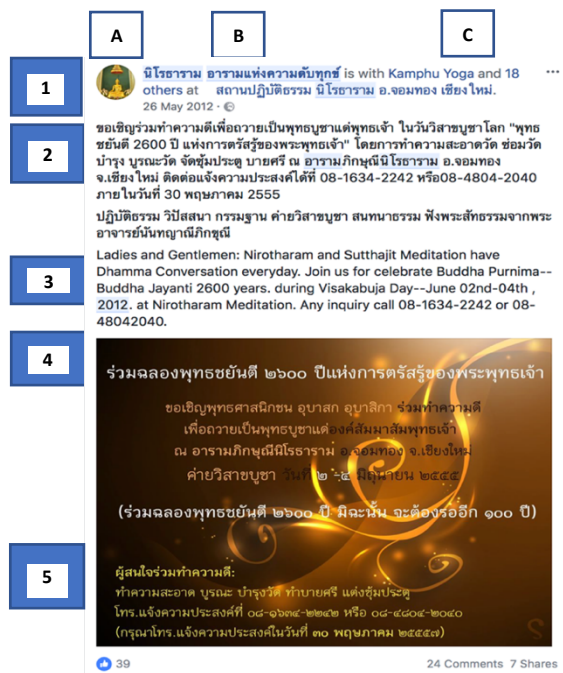 A B C
1
นิโรธาราม อารามแห่งความดับทุกข์ is with Kamphu Yoga and 18
others at สถานปฏิบัติธรรม นิโรธาราม อ.จอมทอง เชียงใหม่.
26 May 2012 ·
2
ขอเชิญร่วมทำความดีเพื่อถวายเป็นพุทธบูชาแด่พุทธเจ้า ในวันวิสาขบูชาโลก "พุทธ
ชยันตี 2600 ปี แห่งการตรัสรู้ของพระพุทธเจ้า" โดยการทำความสะอาดวัด ซ่อมวัด
บำรุง บูรณะวัด จัดซุ้มประตู บายศรี ณ อารามภิกษุณีนิโรธาราม อ.จอมทอง
จ.เชียงใหม่ ติดต่อแจ้งความประสงค์ได้ที่ 08-1634-2242 หรือ08-4804-2040
ภายในวันที่ 30 พฤษภาคม 2555
ปฏิบัติธรรม วิปัสสนา กรรมฐาน ค่ายวิสาขบูชา สนทนาธรรม ฟังพระสัทธรรมจากพระ
อาจารย์นันทญาณีภิกขุณี
3
Ladies and Gentlemen: Nirotharam and Sutthajit Meditation have
Dhamma Conversation everyday. Join us for celebrate Buddha Purnima--
Buddha Jayanti 2600 years. during Visakabuja Day--June 02nd-04th ,
2012. at Nirotharam Meditation. Any inquiry call 08-1634-2242 or 08-
48042040.
4
ร่วมฉลองพุทธชยันตี ๒๖๐๐ ปีแห่งการตรัสรู้ของพระพุทธเจ้า
ขอเชิญพุทธศาสนิกชน อุบาสก อุบาสิกา ร่วมทำความดี
เพื่อถวายเป็นพุทธบูชาแด่องค์สัมมาสัมพุทธเจ้า
ณ อารามภิกษุณีนิโรธาราม อ.จอมทอง จ.เชียงใหม่
ค่ายวิสาขบูชา วันที่ ๒ -๔ มิถุนายน ๒๕๕๕
(ร่วมฉลองพุทธชยันตี ๒๖๐๐ ปี มิฉะนั้น จะต้องรออีก ๑๐๐ ปี)
5
ผู้สนใจร่วมทำความดี:
ทำความสะอาด บูรณะ บำรุงวัด ทำบายศรี แต่งซุ้มประตู
โทร.แจ้งความประสงค์ที่ ๐๘-๑๖๓๔-๒๒๔๒ หรือ ๐๘-๔๘๐๔-๒๐๔๐
(กรุณาโทร.แจ้งความประสงค์ในวันที่ ๓๐ พฤษภาคม ๒๕๕๕)
39
24 Comments 7 Shares